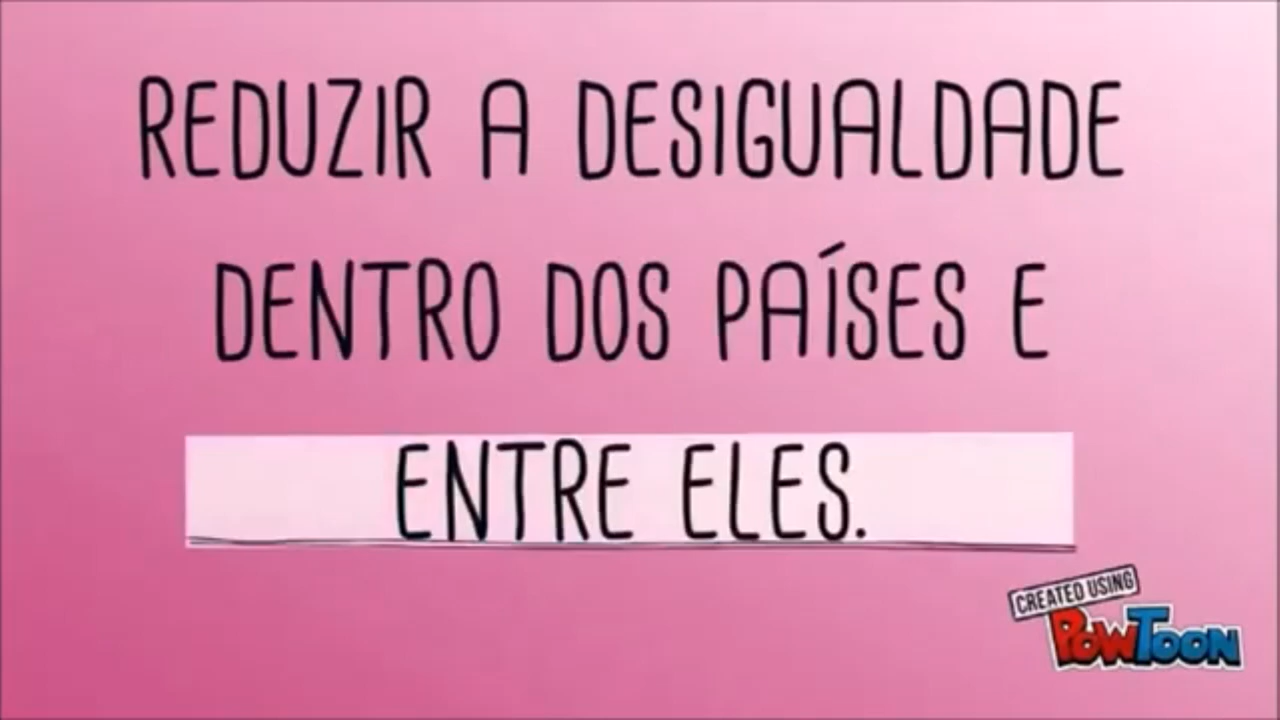 REDUZIR A DESIGUALDADE
DENTRO DOS PAÍSES E
ENTRE ELES.
CREATED USING
POWTOON